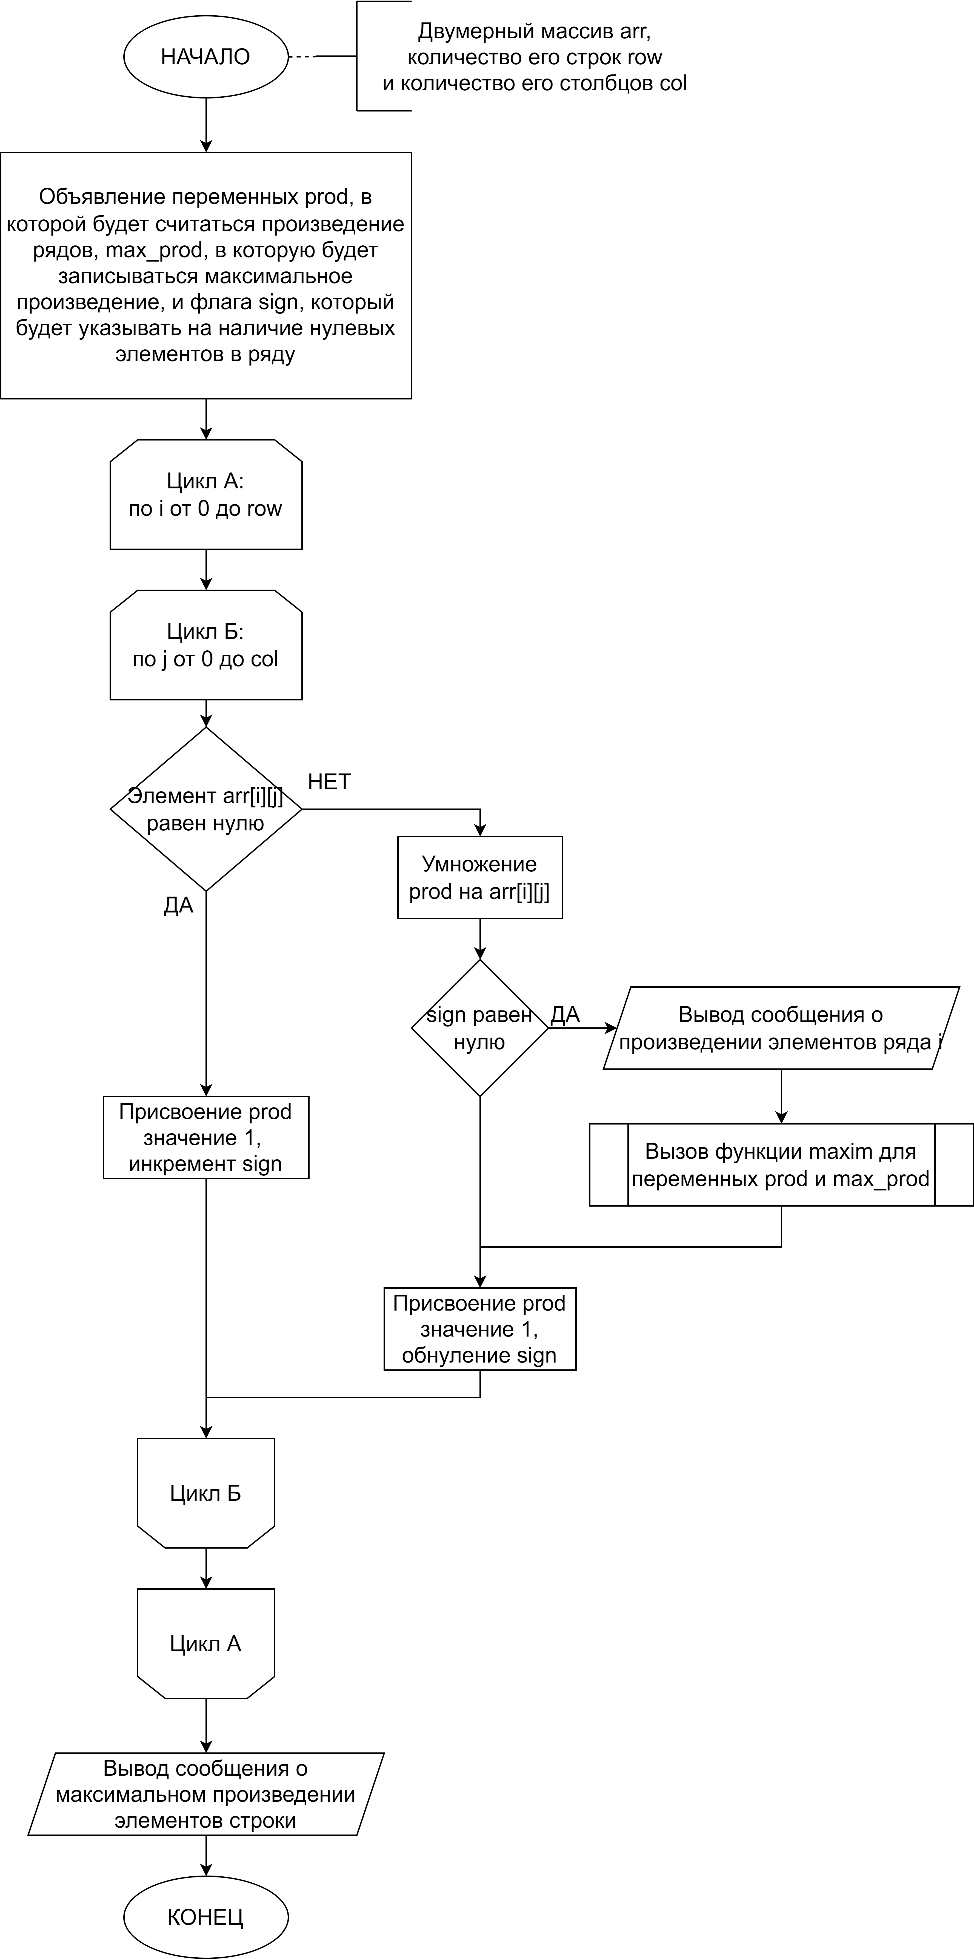 НАЧАЛО
Двумерный массив arr,
количество его строк row
и количество его столбцов col
Объявление переменных prod, в
которой будет считаться произведение
рядов, max_prod, в которую будет
записываться максимальное
произведение, и флага sign, который
будет указывать на наличие нулевых
элементов в ряду
Цикл А:
по i от 0 до row
Цикл Б:
по j от 0 до col
Элемент arr[i][j]
равен нулю
НЕТ
ДА
Умножение
prod на arr[i][j]
sign равен
нулю
ДА
Вывод сообщения о
произведении элементов ряда i
Присвоение prod
значение 1,
инкремент sign
Вызов функции maxim для
переменных prod и max_prod
Присвоение prod
значение 1,
обнуление sign
Цикл Б
Цикл А
Вывод сообщения о
максимальном произведении
элементов строки
КОНЕЦ